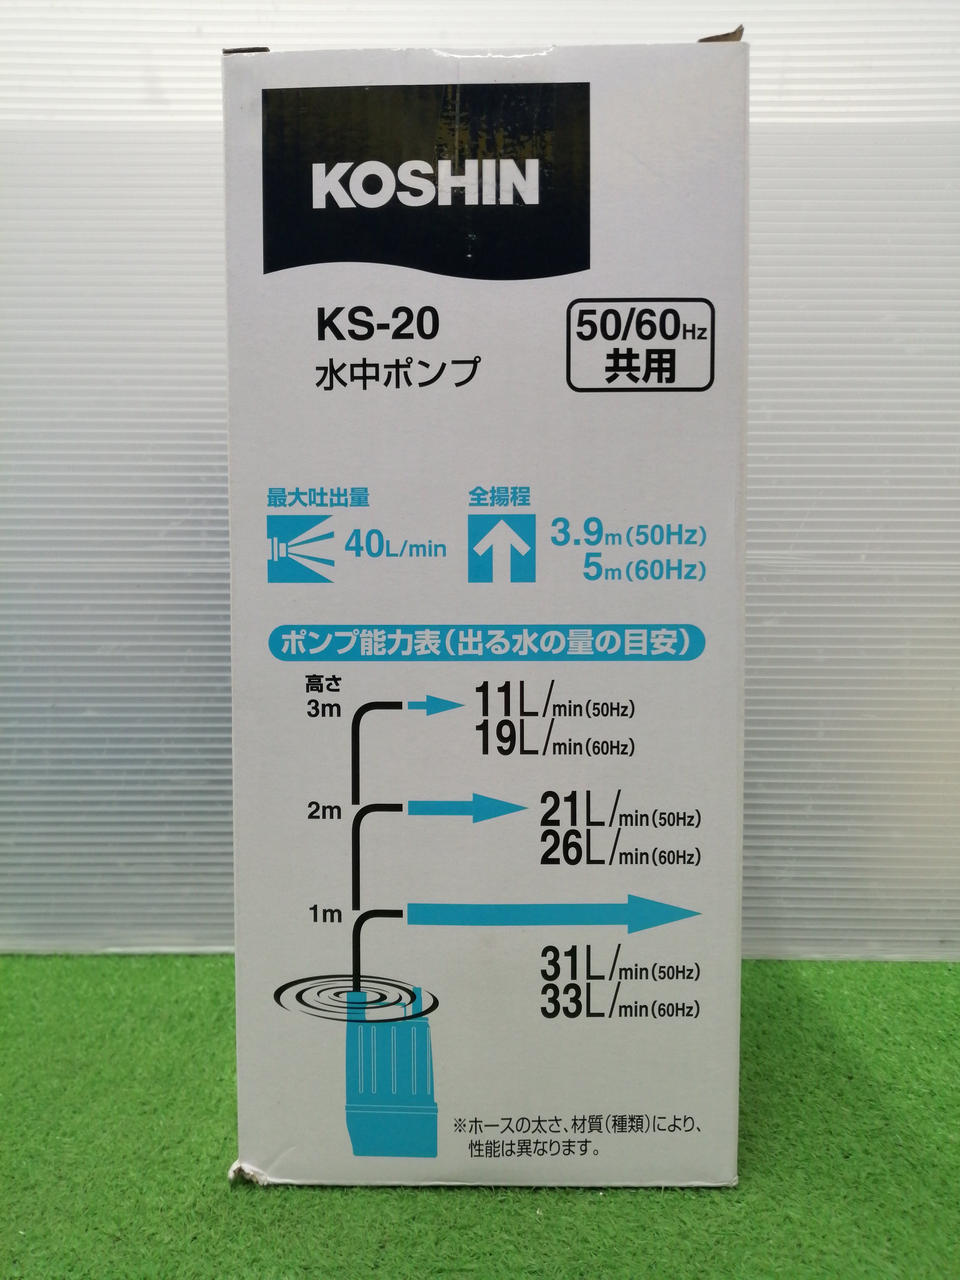 KOSHIN
KS-20
水中ポンプ
50/60Hz
共用
最大吐出量
40L/min
全揚程
3.9m(50Hz)
5m(60Hz)
ポンプ能力表(出る水の量の目安)
高さ
3m
11L/min(50Hz)
19L/min(60Hz)
2m
21L/min(50Hz)
26L/min(60Hz)
1m
31L/min(50Hz)
33L/min(60Hz)
※ホースの太さ、材質(種類)により、
性能は異なります。